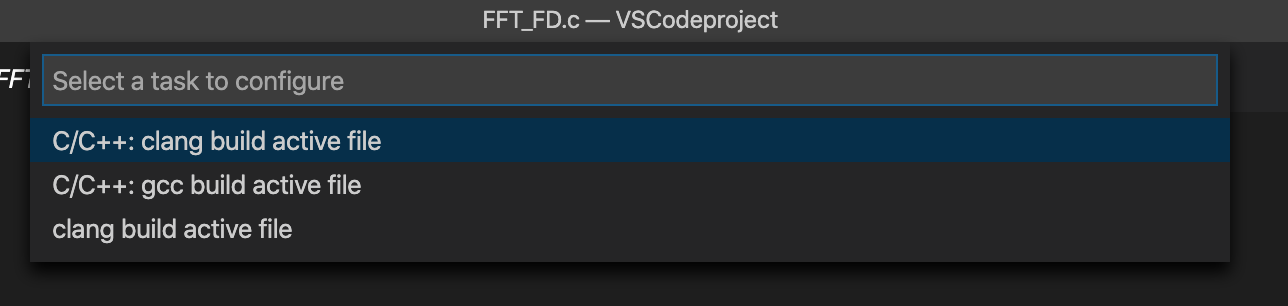 FFT_FD.c — VSCodeproject
FFT
Select a task to configure
C/C++: clang build active file
C/C++: gcc build active file
clang build active file